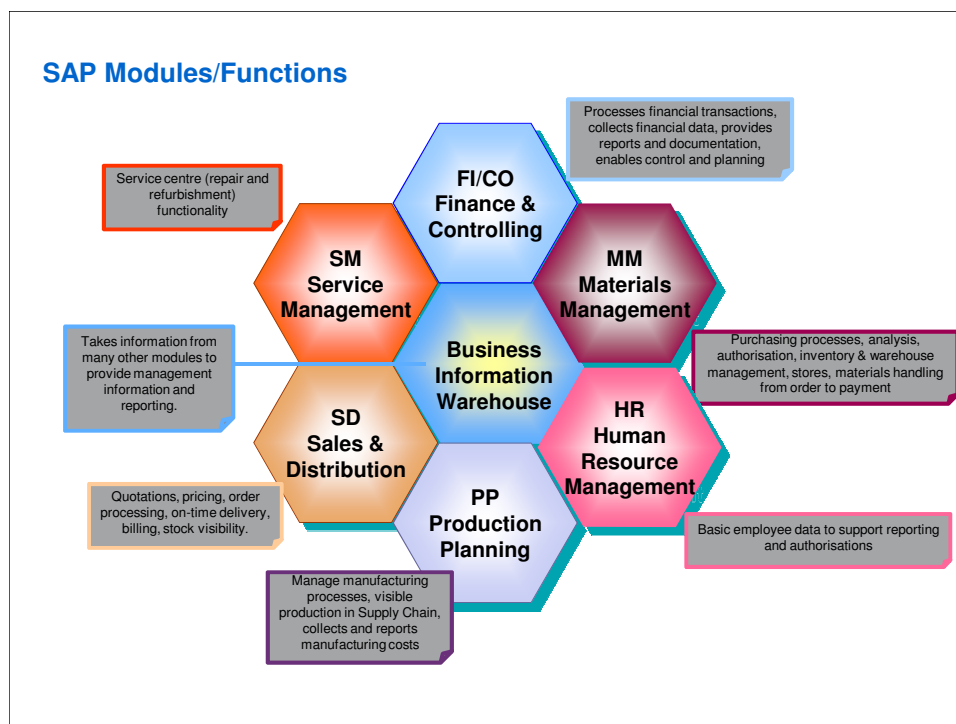 SAP Modules/Functions
Processes financial transactions,
collects financial data, provides
reports and documentation,
enables control and planning
FI/CO
Finance &
Controlling
Service centre (repair and
refurbishment)
functionality
SM
Service
Management
MM
Materials
Management
Takes information from
many other modules to
provide management
information and
reporting.
Business
Information
Warehouse
Purchasing processes, analysis,
authorisation, inventory & warehouse
management, stores, materials handling
from order to payment
SD
Sales &
Distribution
HR
Human
Resource
Management
Quotations, pricing, order
processing, on-time delivery,
billing, stock visibility.
PP
Production
Planning
Basic employee data to support reporting
and authorisations
Manage manufacturing
processes, visible
production in Supply Chain,
collects and reports
manufacturing costs